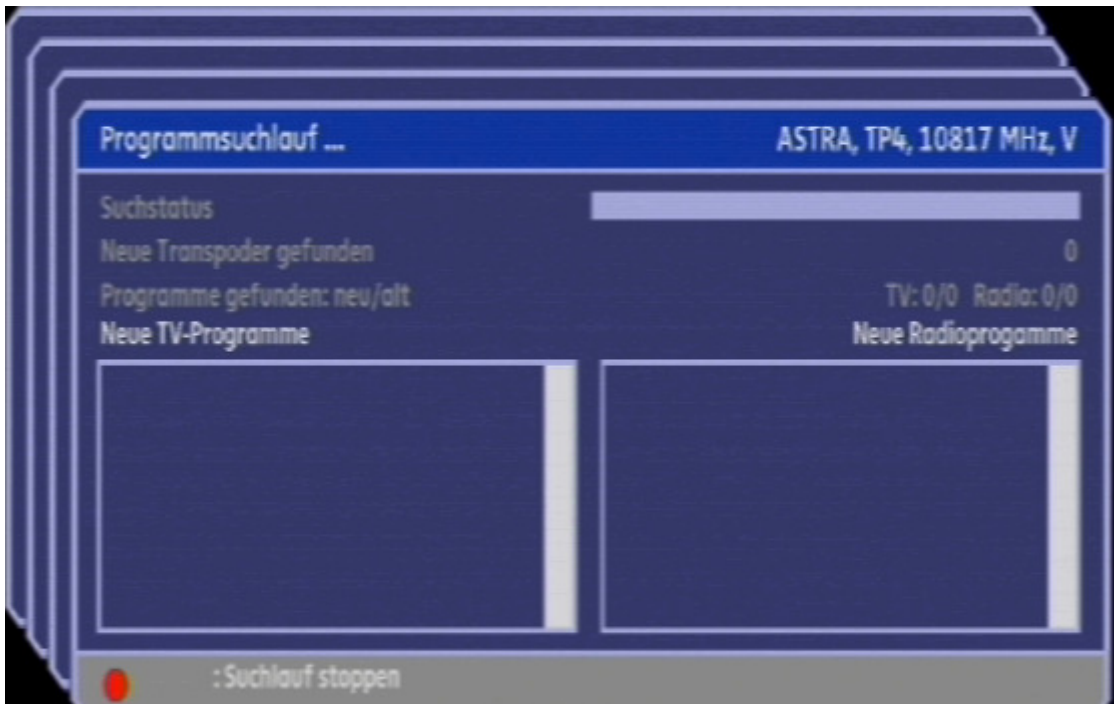 Programmsuchlauf ... ASTRA, TP4, 10817 MHz, V
Suchstatus
Neue Transpoder gefunden 0
Programme gefunden: neu/alt TV: 0/0 Radio: 0/0
Neue TV-Programme Neue Radioprogamme
: Suchlauf stoppen